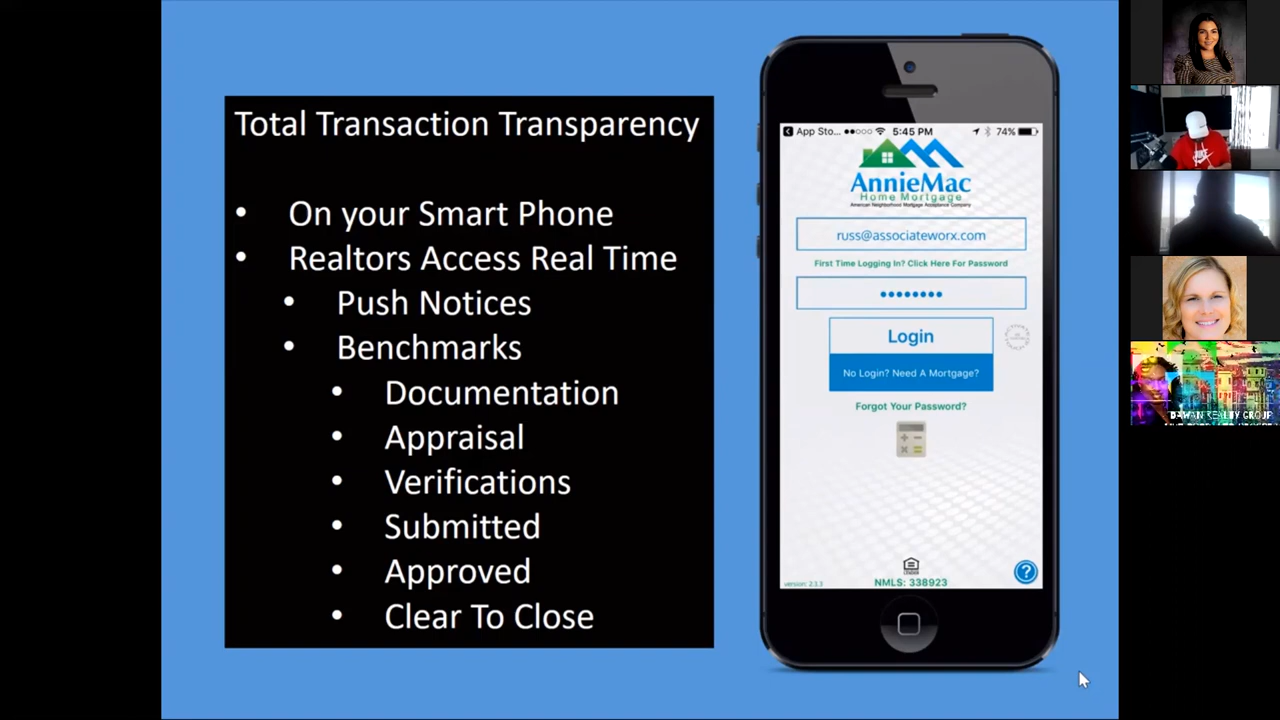 Total Transaction Transparency
• On your Smart Phone
• Realtors Access Real Time
• Push Notices
• Benchmarks
• Documentation
• Appraisal
• Verifications
• Submitted
• Approved
• Clear To Close
App Sto... 5:45 PM 74%
AnnieMac
Home Mortgage
American Neighborhood Mortgage Acceptance Company
russ@associateworx.com
First Time Logging In? Click Here For Password
Login
No Login? Need A Mortgage?
Forgot Your Password?
version: 2.3.3
NMLS: 338923
?
DAWAN REALTY GROUP